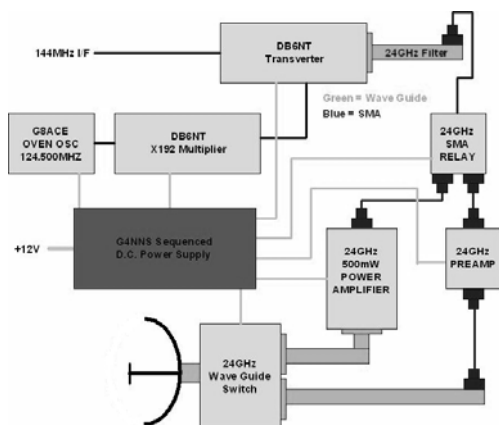 144MHz I/F
DB6NT
Transverter
24GHz Filter
Green = Wave Guide
Blue = SMA
G8ACE
OVEN OSC
124.500MHZ
DB6NT
X192 Multiplier
24GHz
SMA
RELAY
+12V
G4NNS Sequenced
D.C. Power Supply
24GHz
500mW
POWER
AMPLIFIER
24GHz
PREAMP
24GHz
Wave Guide
Switch